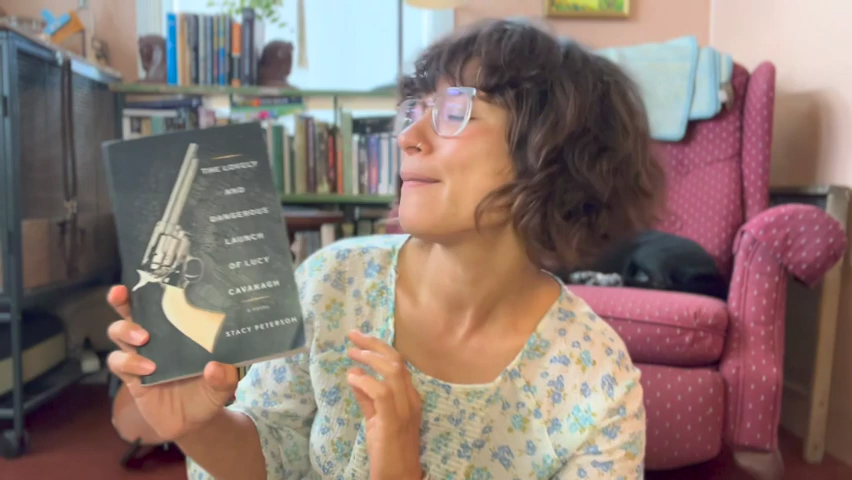 THE LOVELY
AND
DANGEROUS
LAUNCH
OF LUCY
CAVANAGH
A NOVEL
STACY PETERSON